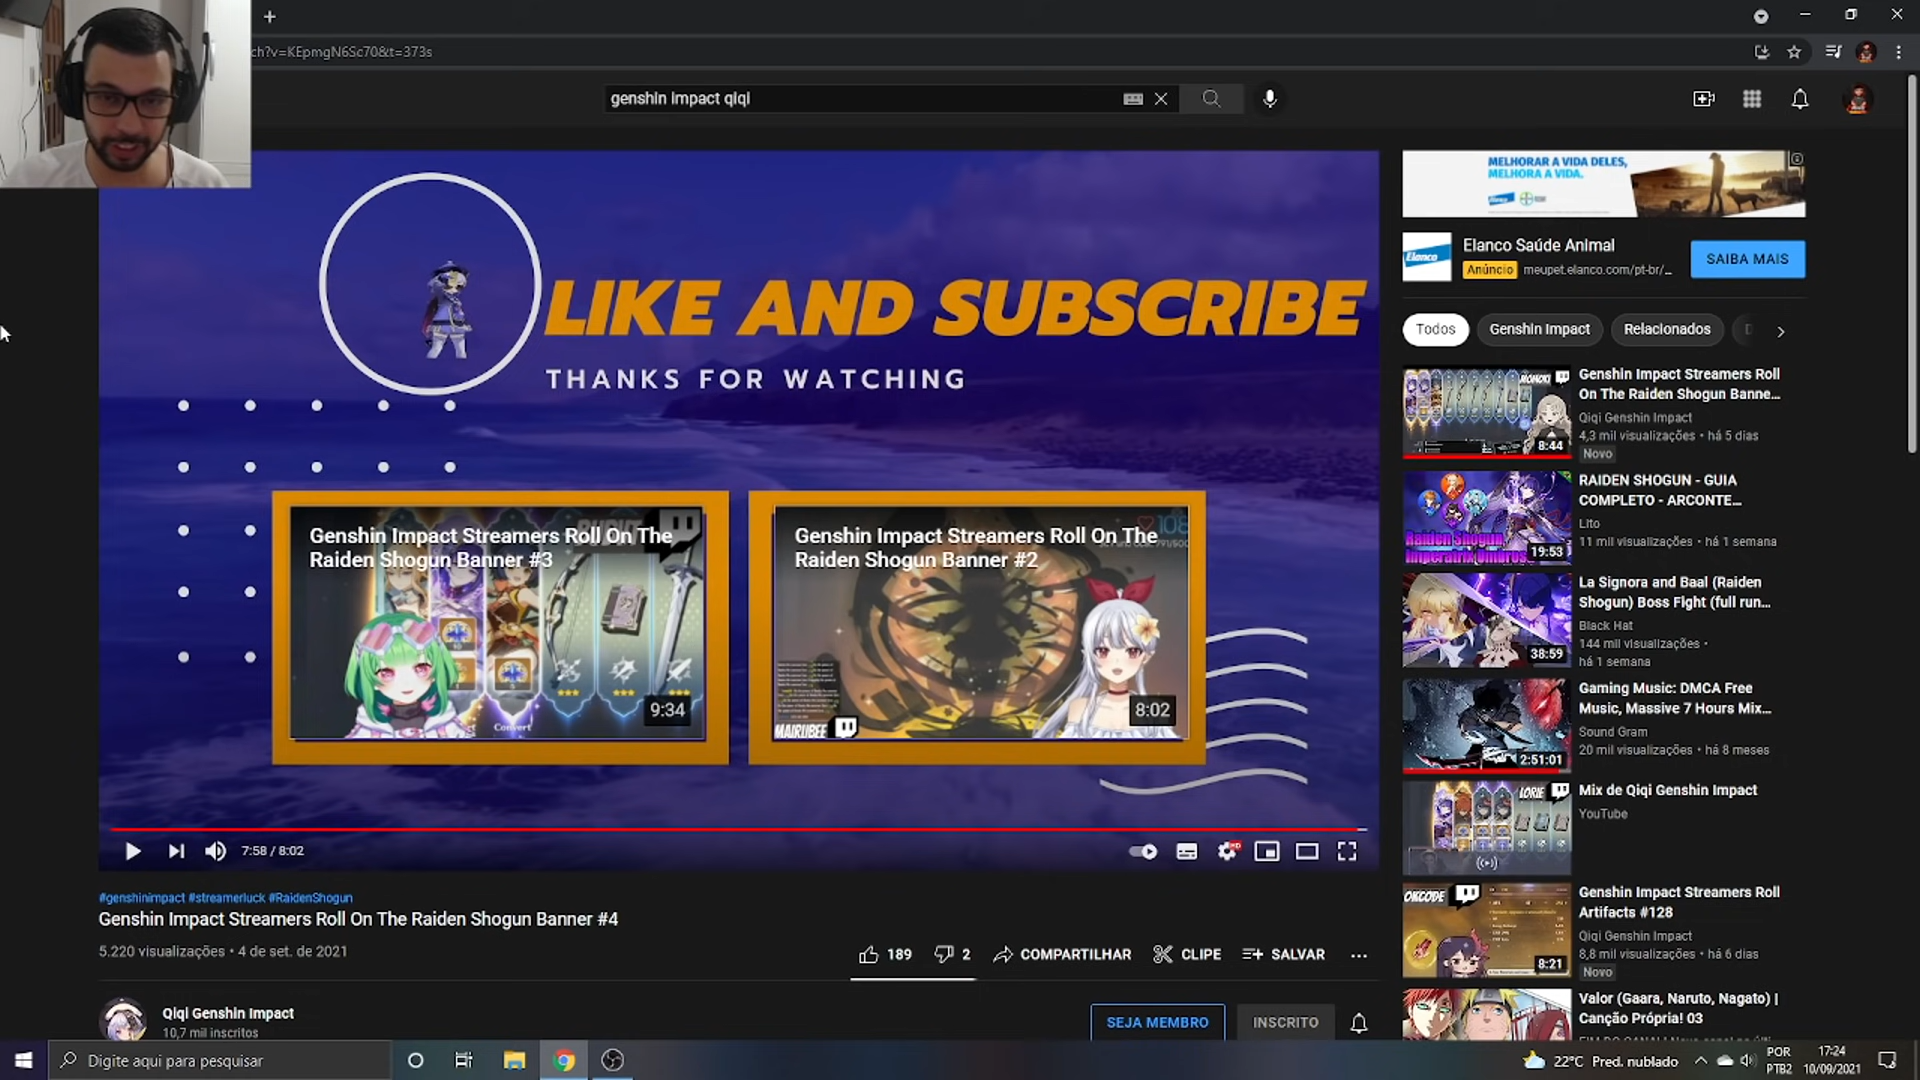 ch?v=KEpmgN6Sc70&t=373s
genshin impact qiqi
LIKE AND SUBSCRIBE
THANKS FOR WATCHING
Genshin Impact Streamers Roll On The
Raiden Shogun Banner #3
Convert
9:34
Genshin Impact Streamers Roll On The
Raiden Shogun Banner #2
108
MAIRUBEE
8:02
7:58 / 8:02
#genshinimpact #streamerluck #RaidenShogun
Genshin Impact Streamers Roll On The Raiden Shogun Banner #4
5.220 visualizações • 4 de set. de 2021
189
2
COMPARTILHAR
CLIPE
SALVAR
Qiqi Genshin Impact
10,7 mil inscritos
SEJA MEMBRO
INSCRITO
MELHORAR A VIDA DELES,
MELHORA A VIDA.
Elanco
Elanco Saúde Animal
Anúncio meupet.elanco.com/pt-br/...
SAIBA MAIS
Todos
Genshin Impact
Relacionados
MOMOKI
8:44
Genshin Impact Streamers Roll
On The Raiden Shogun Banne...
Qiqi Genshin Impact
4,3 mil visualizações • há 5 dias
Novo
Raiden Shogun
Imperatrix Umbrosa
19:53
RAIDEN SHOGUN - GUIA
COMPLETO - ARCONTE...
Lito
11 mil visualizações • há 1 semana
38:59
La Signora and Baal (Raiden
Shogun) Boss Fight (full run...
Black Hat
144 mil visualizações •
há 1 semana
2:51:01
Gaming Music: DMCA Free
Music, Massive 7 Hours Mix...
Sound Gram
20 mil visualizações • há 8 meses
LORIE
Mix de Qiqi Genshin Impact
YouTube
OKCODE
8:21
Genshin Impact Streamers Roll
Artifacts #128
Qiqi Genshin Impact
8,8 mil visualizações • há 6 dias
Novo
Valor (Gaara, Naruto, Nagato) |
Canção Própria! 03
Digite aqui para pesquisar
22°C Pred. nublado
POR
PTB2
17:24
10/09/2021